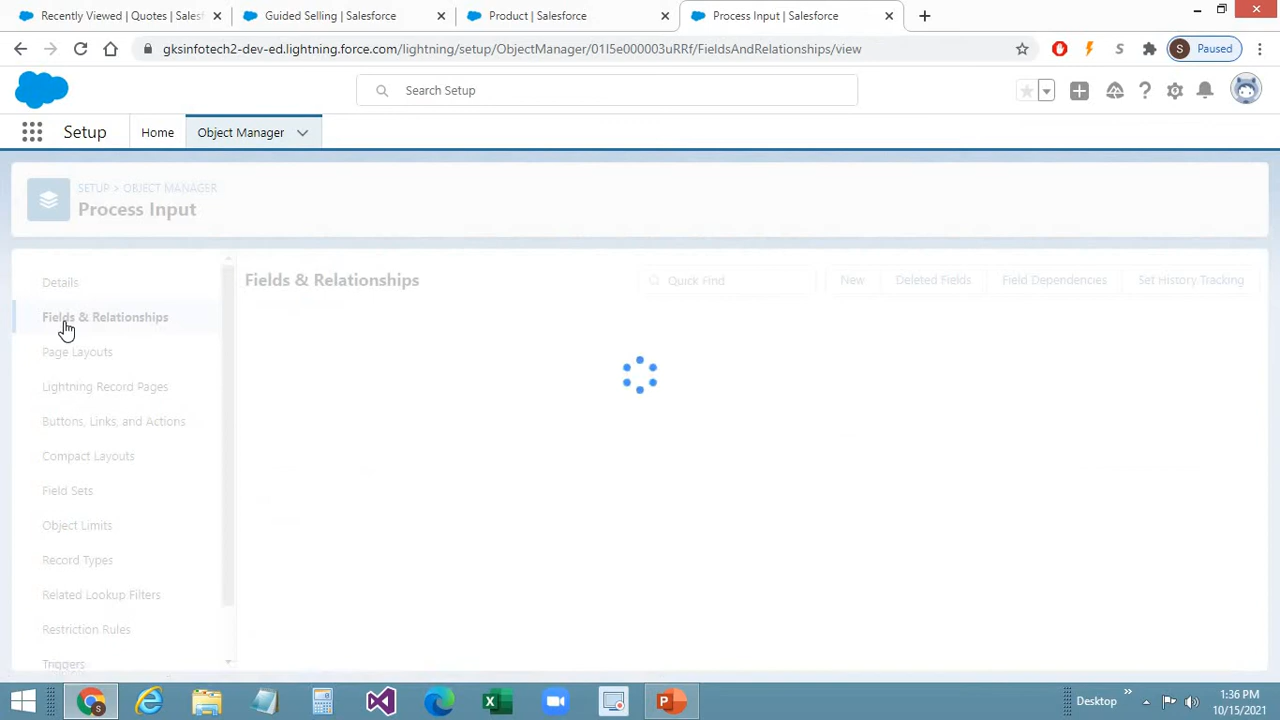 Recently Viewed | Quotes | Sales
Guided Selling | Salesforce
Product | Salesforce
Process Input | Salesforce
gksinfotech2-dev-ed.lightning.force.com/lightning/setup/ObjectManager/01I5e000003uRRf/FieldsAndRelationships/view
S
S
Paused
Search Setup
Setup
Home
Object Manager
SETUP > OBJECT MANAGER
Process Input
Details
Fields & Relationships
Page Layouts
Lightning Record Pages
Buttons, Links, and Actions
Compact Layouts
Field Sets
Object Limits
Record Types
Related Lookup Filters
Restriction Rules
Triggers
Fields & Relationships
Quick Find
New
Deleted Fields
Field Dependencies
Set History Tracking
Desktop
1:36 PM
10/15/2021